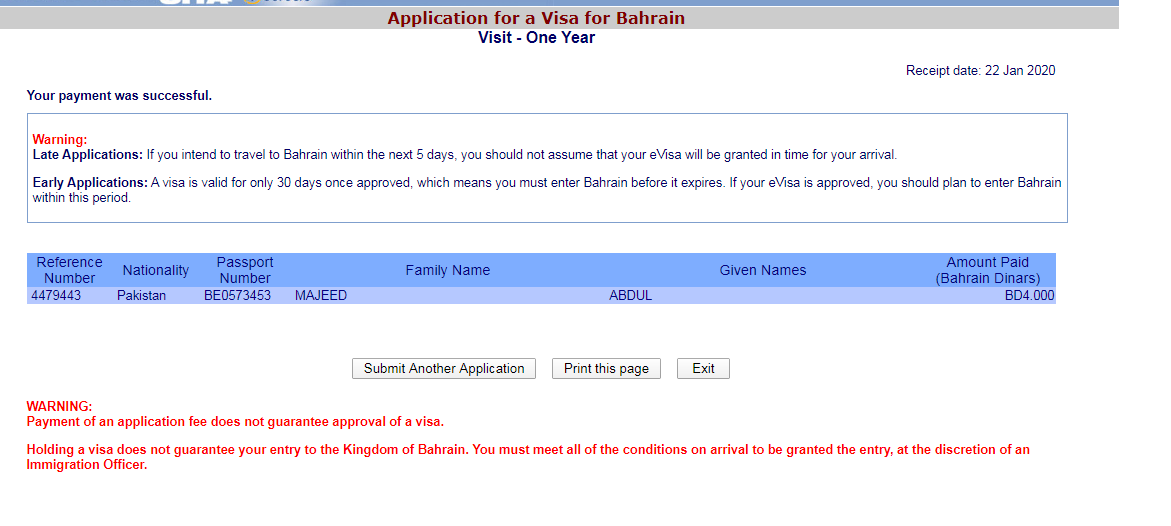 Application for a Visa for Bahrain
Visit - One Year
Receipt date: 22 Jan 2020
Your payment was successful.
Warning:
Late Applications: If you intend to travel to Bahrain within the next 5 days, you should not assume that your eVisa will be granted in time for your arrival.
Early Applications: A visa is valid for only 30 days once approved, which means you must enter Bahrain before it expires. If your eVisa is approved, you should plan to enter Bahrain
within this period.
Reference Number Nationality Passport Number Family Name Given Names Amount Paid (Bahrain Dinars)
4479443 Pakistan BE0573453 MAJEED ABDUL BD4.000
Submit Another Application Print this page Exit
WARNING:
Payment of an application fee does not guarantee approval of a visa.
Holding a visa does not guarantee your entry to the Kingdom of Bahrain. You must meet all of the conditions on arrival to be granted the entry, at the discretion of an
Immigration Officer.